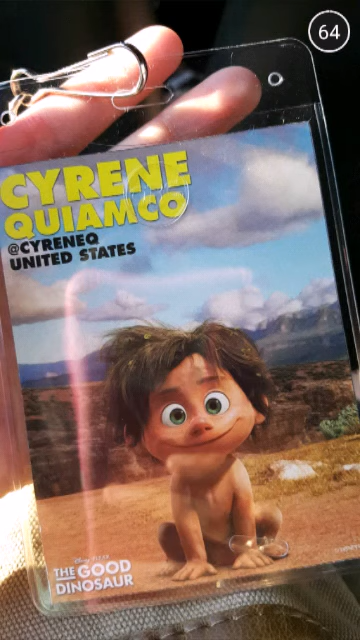 64
CYRENE
QUIAMCO
@CYRENEQ
UNITED STATES
Disney·PIXAR
THE GOOD
DINOSAUR